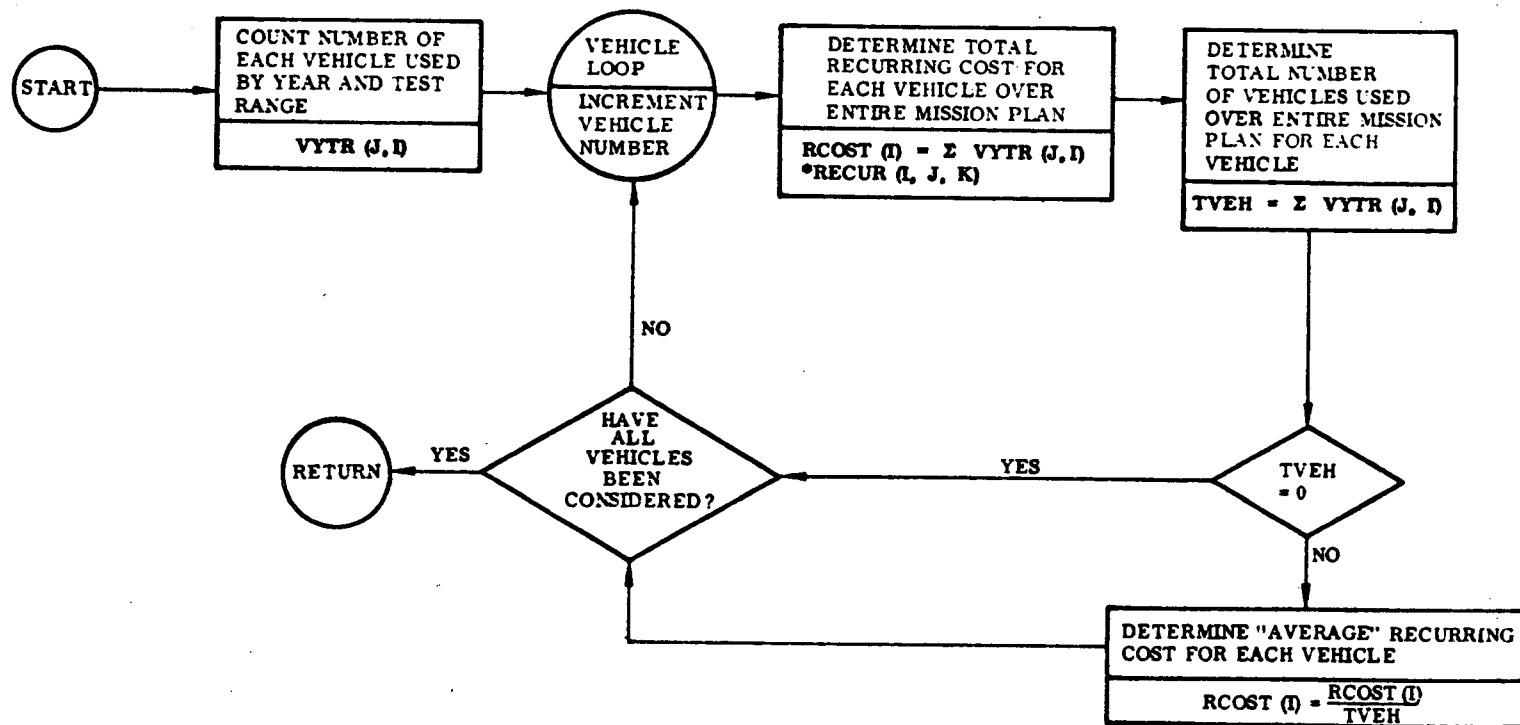 START
COUNT NUMBER OF
EACH VEHICLE USED
BY YEAR AND TEST
RANGE
VYTR (J, I)
VEHICLE
LOOP
INCREMENT
VEHICLE
NUMBER
DETERMINE TOTAL
RECURRING COST FOR
EACH VEHICLE OVER
ENTIRE MISSION PLAN
RCOST (I) = Σ VYTR (J, I)
*RECUR (I, J, K)
DETERMINE
TOTAL NUMBER
OF VEHICLES USED
OVER ENTIRE MISSION
PLAN FOR EACH
VEHICLE
TVEH = Σ VYTR (J, I)
NO
RETURN
YES
HAVE
ALL
VEHICLES
BEEN
CONSIDERED?
YES
TVEH
= 0
NO
DETERMINE "AVERAGE" RECURRING
COST FOR EACH VEHICLE
RCOST (I) = RCOST (I)
TVEH